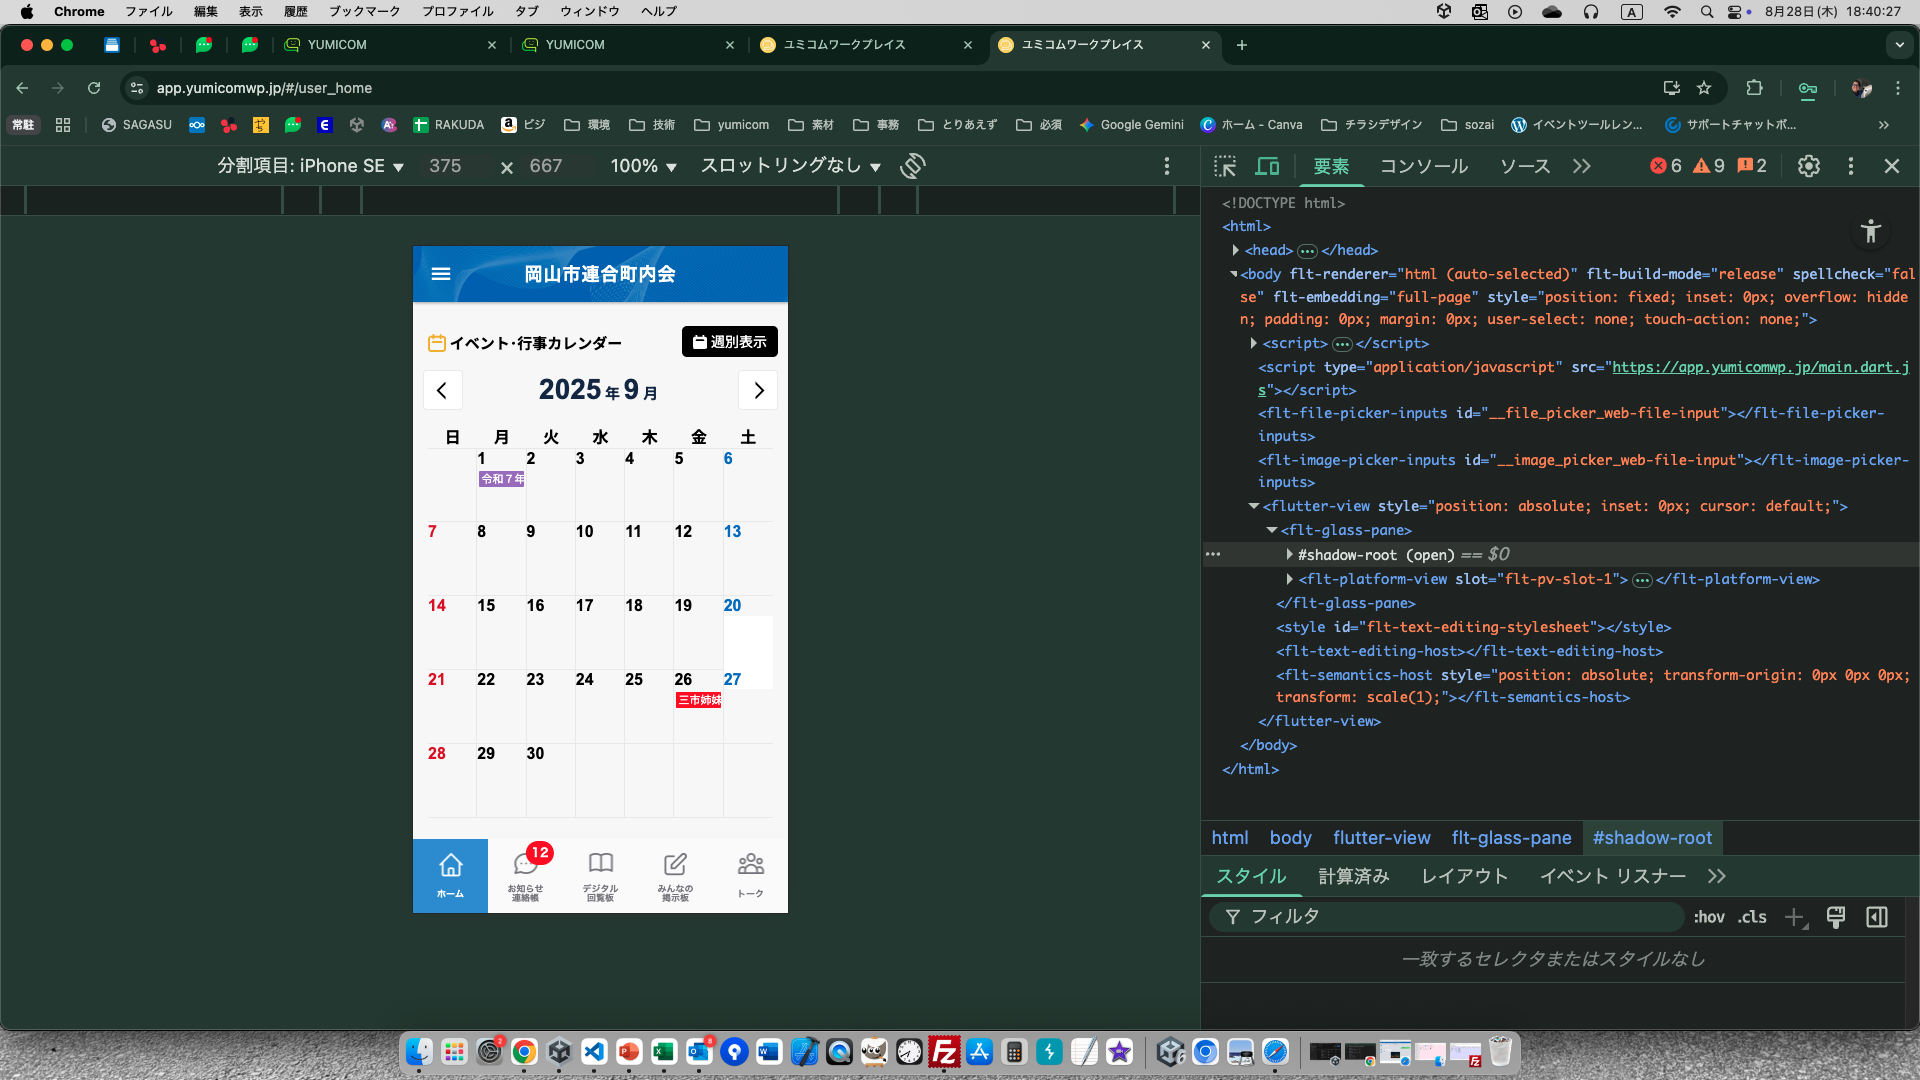 Chrome ファイル 編集 表示 履歴 ブックマーク プロファイル タブ ウィンドウ ヘルプ A 8月28日(木) 18:40:27
YUMICOM YUMICOM ユミコムワークプレイス ユミコムワークプレイス
app.yumicomwp.jp/#/user_home
常駐 SAGASU RAKUDA ビジ 環境 技術 yumicom 素材 事務 とりあえず 必須 Google Gemini ホーム - Canva チラシデザイン sozai イベントツールレン... サポートチャットボ...
分割項目: iPhone SE 375 × 667 100% スロットリングなし
要素 コンソール ソース 6 9 2
岡山市連合町内会
イベント・行事カレンダー
週別表示
2025年9月
日 月 火 水 木 金 土
1 2 3 4 5 6
令和７年
7 8 9 10 11 12 13
14 15 16 17 18 19 20
21 22 23 24 25 26 27
三市姉妹
28 29 30
12
ホーム
お知らせ
連絡帳
デジタル
回覧板
みんなの
掲示板
トーク
<!DOCTYPE html>
<html>
<head> ••• </head>
<body flt-renderer="html (auto-selected)" flt-build-mode="release" spellcheck="fal
se" flt-embedding="full-page" style="position: fixed; inset: 0px; overflow: hidde
n; padding: 0px; margin: 0px; user-select: none; touch-action: none;">
<script> ••• </script>
<script type="application/javascript" src="https://app.yumicomwp.jp/main.dart.j
s"></script>
<flt-file-picker-inputs id="__file_picker_web-file-input"></flt-file-picker-
inputs>
<flt-image-picker-inputs id="__image_picker_web-file-input"></flt-image-picker-
inputs>
<flutter-view style="position: absolute; inset: 0px; cursor: default;">
<flt-glass-pane>
#shadow-root (open) == $0
<flt-platform-view slot="flt-pv-slot-1"> ••• </flt-platform-view>
</flt-glass-pane>
<style id="flt-text-editing-stylesheet"></style>
<flt-text-editing-host></flt-text-editing-host>
<flt-semantics-host style="position: absolute; transform-origin: 0px 0px 0px;
transform: scale(1);"></flt-semantics-host>
</flutter-view>
</body>
</html>
html body flutter-view flt-glass-pane #shadow-root
スタイル 計算済み レイアウト イベント リスナー
フィルタ :hov .cls
一致するセレクタまたはスタイルなし